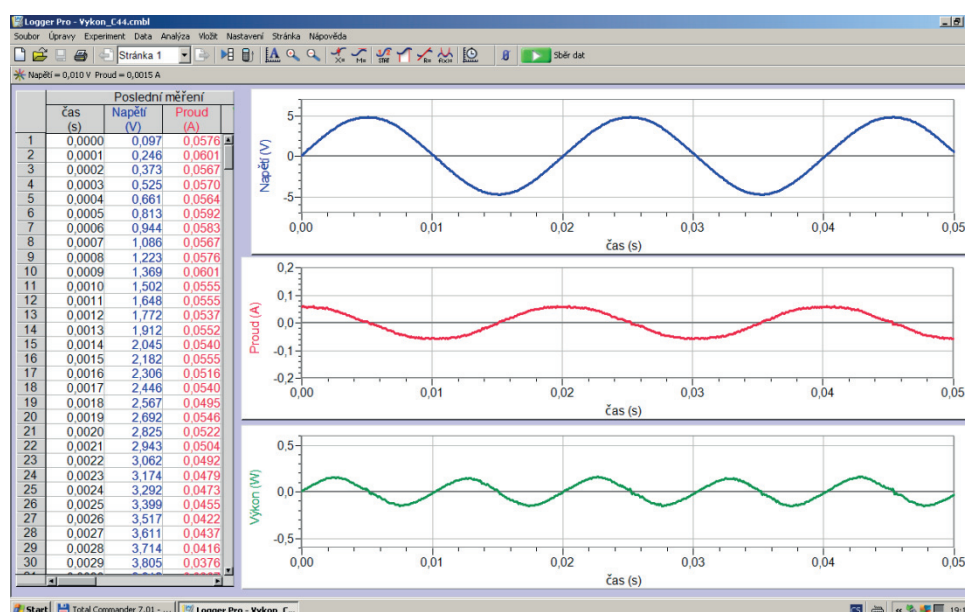 Logger Pro - Vykon_C44.cmbl
Soubor Úpravy Experiment Data Analýza Vložit Nastavení Stránka Nápověda
Stránka 1
Sběr dat
Napětí = 0,010 V Proud = 0,0015 A
Poslední měření
čas Napětí Proud
(s) (V) (A)
1 0,0000 0,097 0,0576
2 0,0001 0,246 0,0601
3 0,0002 0,373 0,0567
4 0,0003 0,525 0,0570
5 0,0004 0,661 0,0564
6 0,0005 0,813 0,0592
7 0,0006 0,944 0,0583
8 0,0007 1,086 0,0567
9 0,0008 1,223 0,0576
10 0,0009 1,369 0,0601
11 0,0010 1,502 0,0555
12 0,0011 1,648 0,0555
13 0,0012 1,772 0,0537
14 0,0013 1,912 0,0552
15 0,0014 2,045 0,0540
16 0,0015 2,182 0,0555
17 0,0016 2,306 0,0516
18 0,0017 2,446 0,0540
19 0,0018 2,567 0,0495
20 0,0019 2,692 0,0546
21 0,0020 2,825 0,0522
22 0,0021 2,943 0,0504
23 0,0022 3,062 0,0492
24 0,0023 3,174 0,0479
25 0,0024 3,292 0,0473
26 0,0025 3,399 0,0455
27 0,0026 3,517 0,0422
28 0,0027 3,611 0,0437
29 0,0028 3,714 0,0416
30 0,0029 3,805 0,0376
Napětí (V)
5
0
-5
0,00 0,01 0,02 0,03 0,04 0,05
čas (s)
Proud (A)
0,2
0,1
0,0
-0,1
-0,2
0,00 0,01 0,02 0,03 0,04 0,05
čas (s)
Výkon (W)
0,5
0,0
-0,5
0,00 0,01 0,02 0,03 0,04 0,05
čas (s)
Start Total Commander 7.01 - ... Logger Pro - Vykon_C...